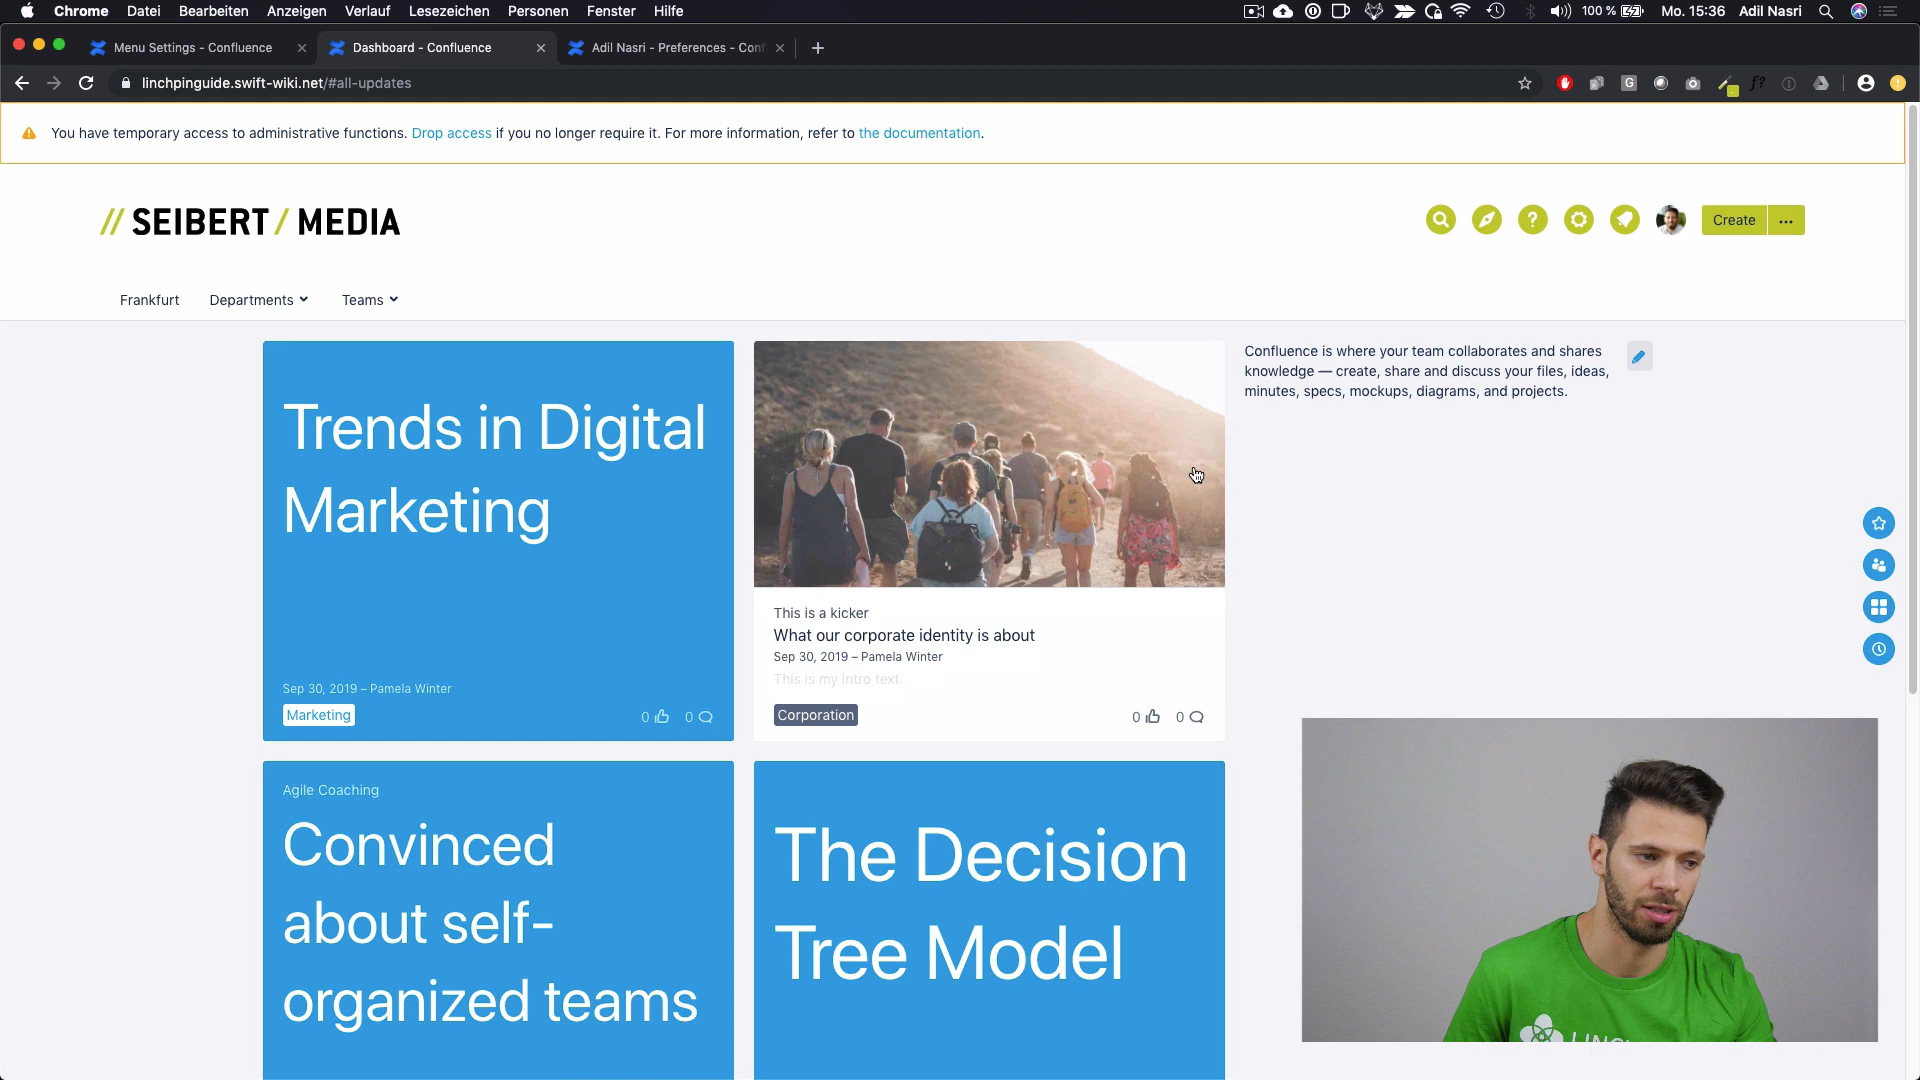 Chrome Datei Bearbeiten Anzeigen Verlauf Lesezeichen Personen Fenster Hilfe 100 % Mo. 15:36 Adil Nasri
Menu Settings - Confluence Dashboard - Confluence Adil Nasri - Preferences - Conf
linchpinguide.swift-wiki.net/#all-updates
You have temporary access to administrative functions. Drop access if you no longer require it. For more information, refer to the documentation.
// SEIBERT / MEDIA
Create ...
Frankfurt Departments Teams
Trends in Digital
Marketing
Sep 30, 2019 – Pamela Winter
Marketing 0 0
This is a kicker
What our corporate identity is about
Sep 30, 2019 – Pamela Winter
This is my intro text.
Corporation 0 0
Confluence is where your team collaborates and shares
knowledge — create, share and discuss your files, ideas,
minutes, specs, mockups, diagrams, and projects.
Agile Coaching
Convinced
about self-
organized teams
The Decision
Tree Model